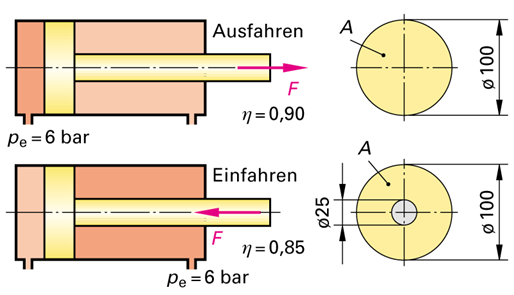 Ausfahren
A
F
ø100
η = 0,90
pe = 6 bar
Einfahren
A
ø25
F
ø100
η = 0,85
pe = 6 bar